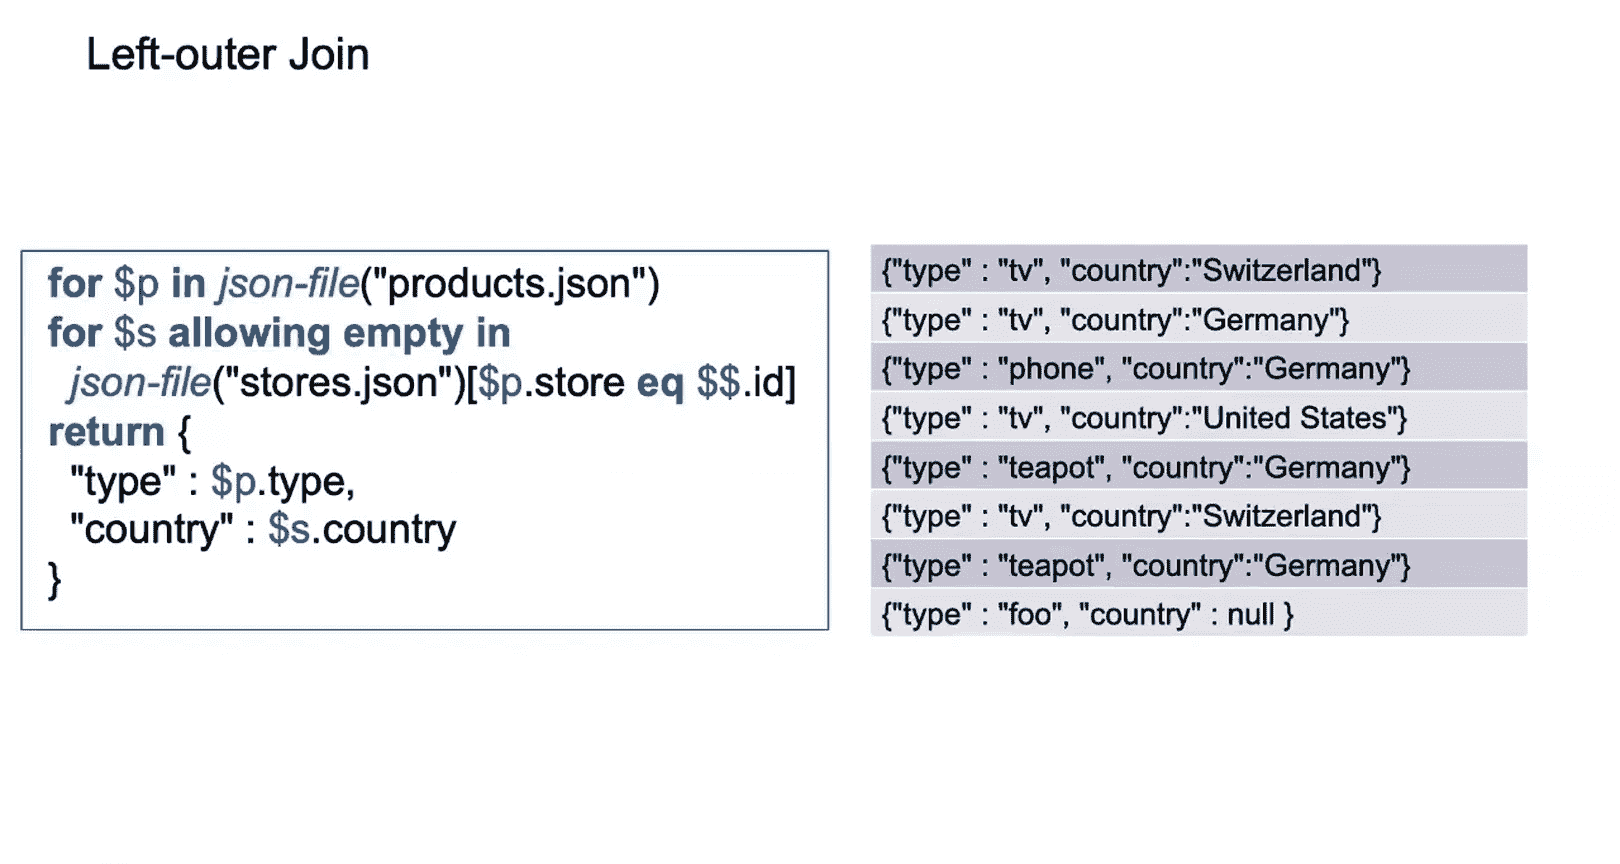 Left-outer Join
for $p in json-file("products.json")
for $s allowing empty in
json-file("stores.json")[$p.store eq $$.id]
return {
"type" : $p.type,
"country" : $s.country
}
{"type" : "tv", "country":"Switzerland"}
{"type" : "tv", "country":"Germany"}
{"type" : "phone", "country":"Germany"}
{"type" : "tv", "country":"United States"}
{"type" : "teapot", "country":"Germany"}
{"type" : "tv", "country":"Switzerland"}
{"type" : "teapot", "country":"Germany"}
{"type" : "foo", "country" : null }